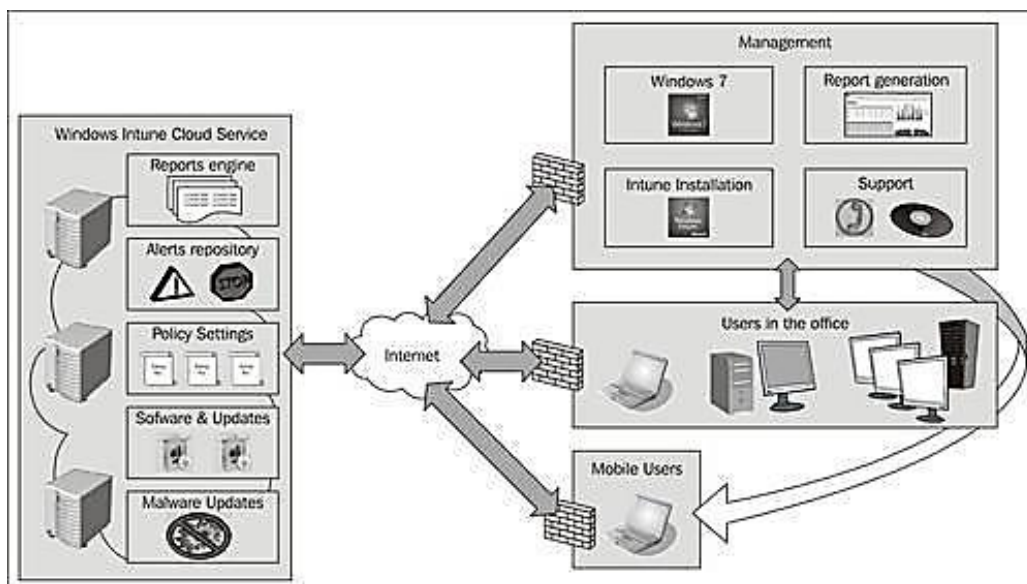 Windows Intune Cloud Service
Reports engine
Alerts repository
STOP
Policy Settings
Sofware & Updates
Malware Updates
Internet
Management
Windows 7
Report generation
Intune Installation
Support
Users in the office
Mobile Users